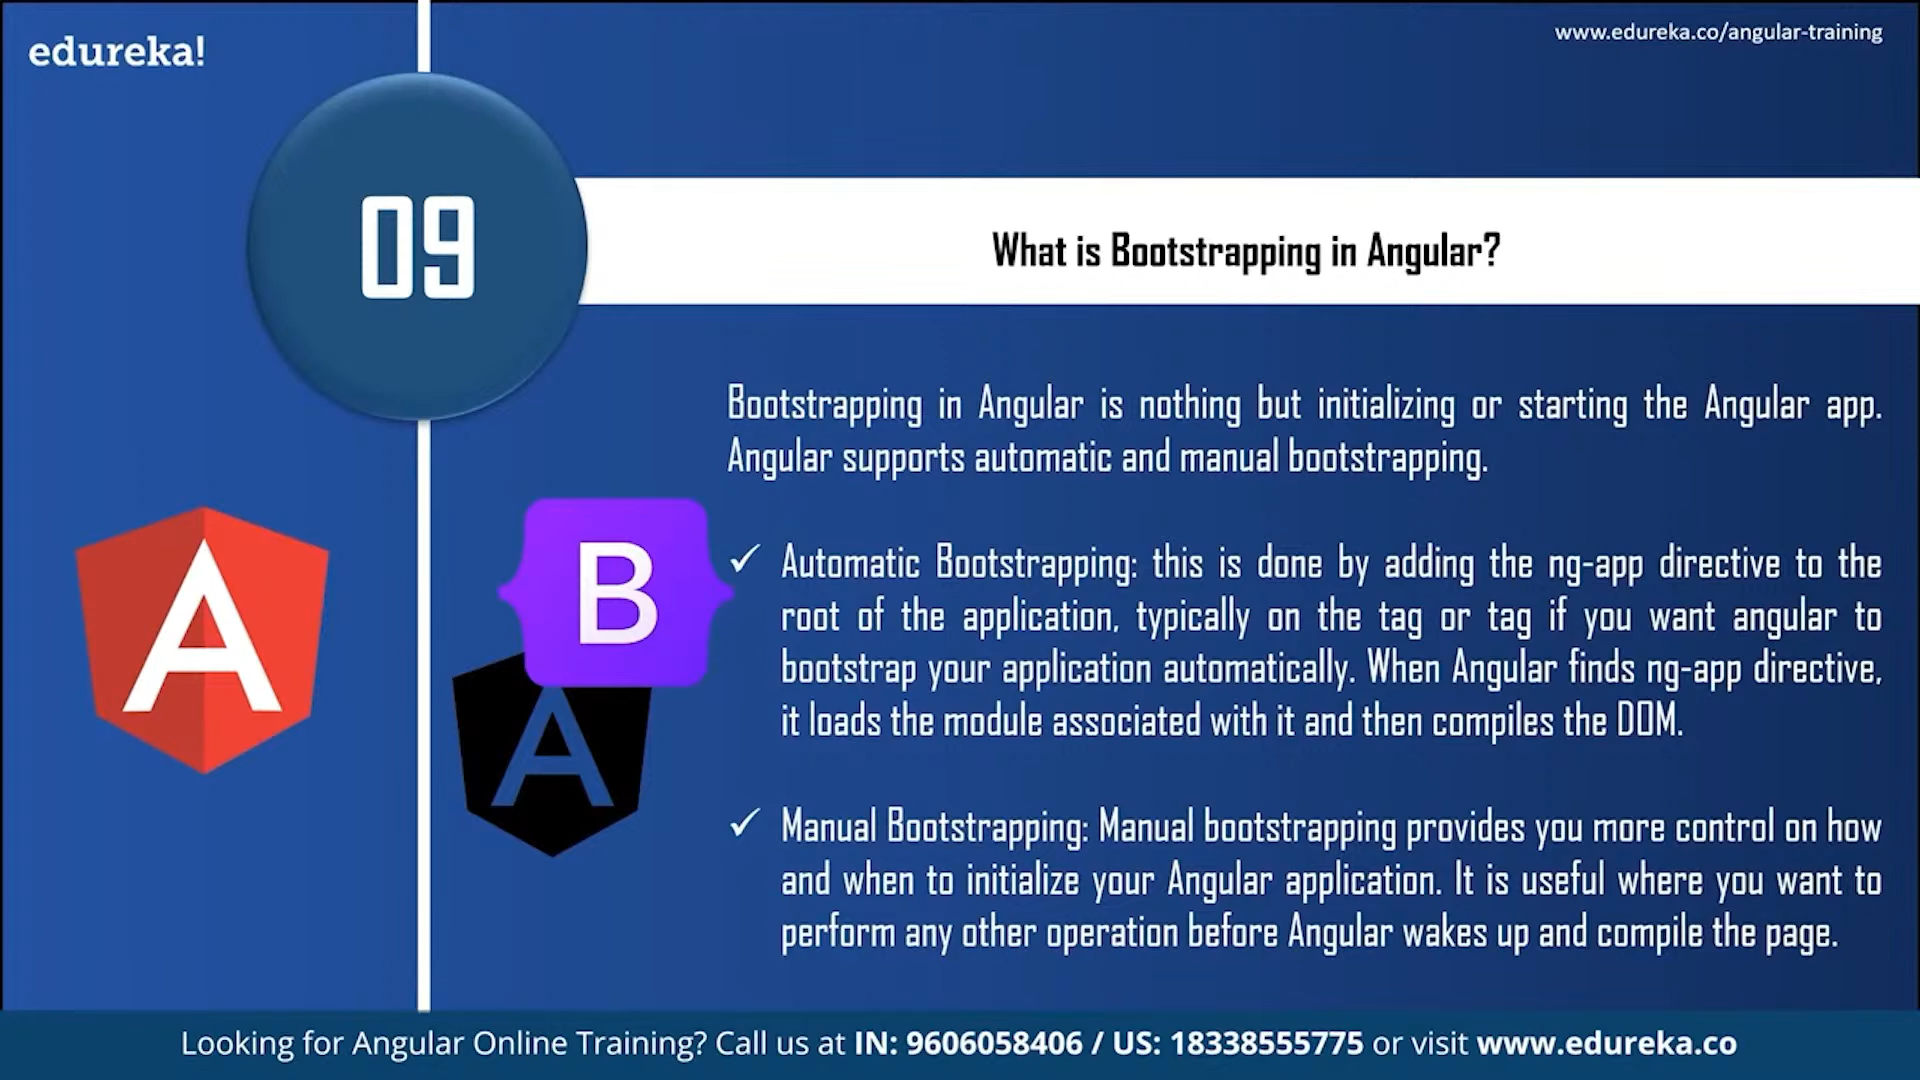 edureka!
www.edureka.co/angular-training
09
What is Bootstrapping in Angular?
Bootstrapping in Angular is nothing but initializing or starting the Angular app.
Angular supports automatic and manual bootstrapping.
✓ Automatic Bootstrapping: this is done by adding the ng-app directive to the
root of the application, typically on the tag or tag if you want angular to
bootstrap your application automatically. When Angular finds ng-app directive,
it loads the module associated with it and then compiles the DOM.
✓ Manual Bootstrapping: Manual bootstrapping provides you more control on how
and when to initialize your Angular application. It is useful where you want to
perform any other operation before Angular wakes up and compile the page.
A
B
A
Looking for Angular Online Training? Call us at IN: 9606058406 / US: 18338555775 or visit www.edureka.co